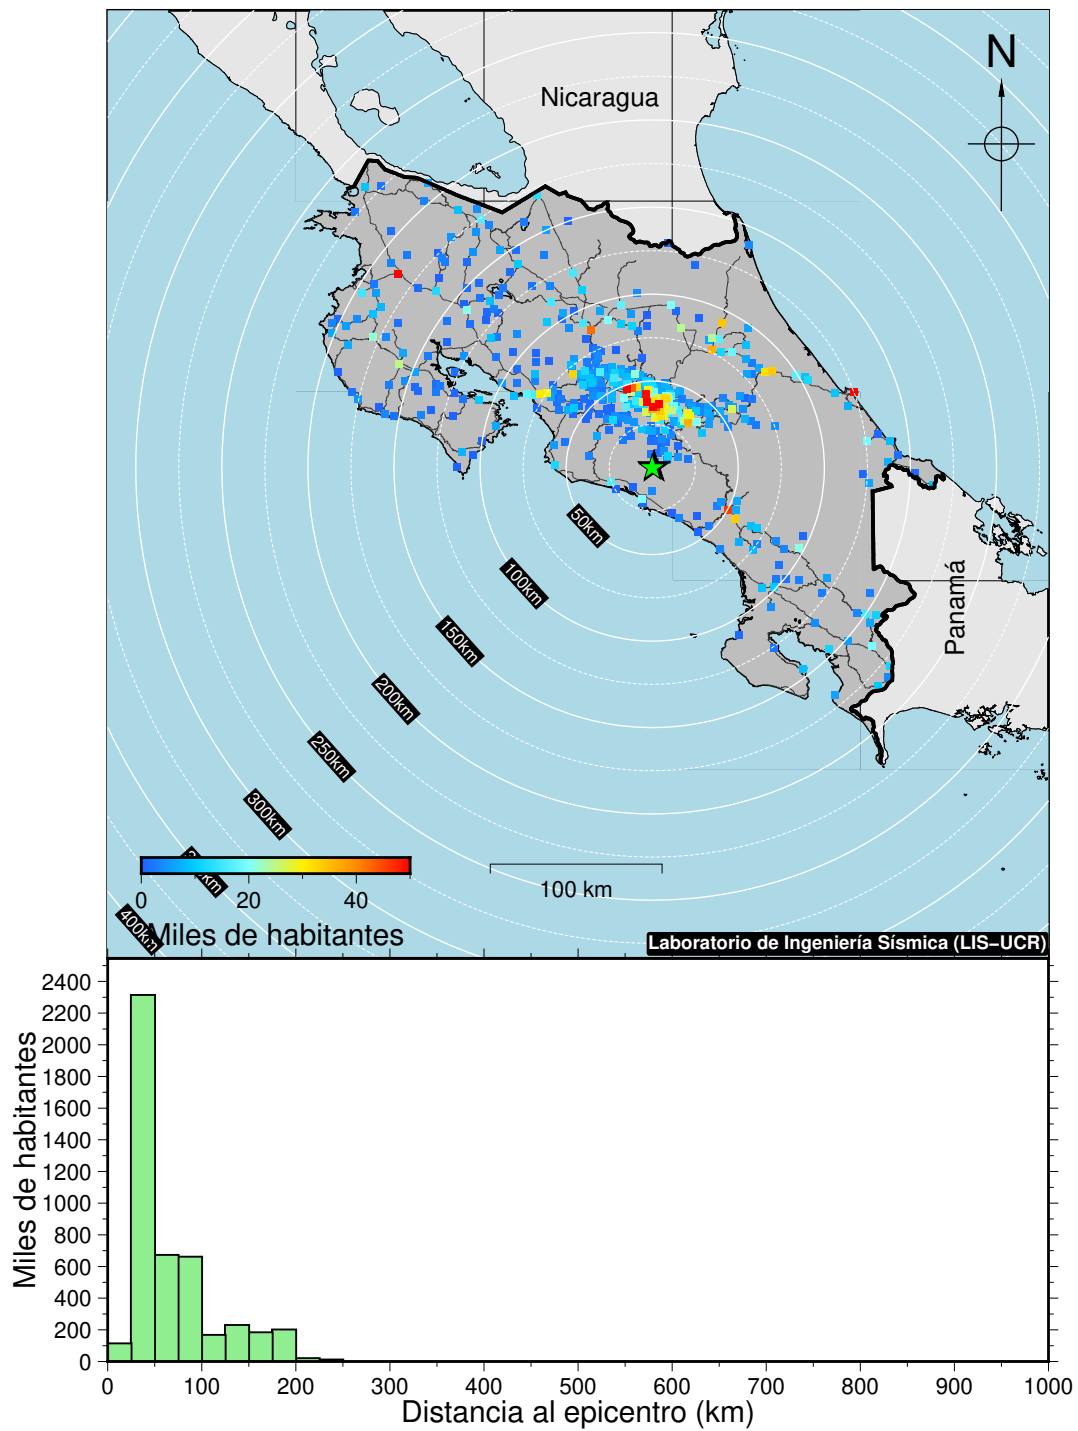 N
Nicaragua
Panamá
50km
100km
150km
200km
250km
300km
400km
0 20 40
Miles de habitantes
100 km
Laboratorio de Ingeniería Sísmica (LIS–UCR)
2400
2200
2000
1800
1600
1400
1200
1000
800
600
400
200
0
Miles de habitantes
0 100 200 300 400 500 600 700 800 900 1000
Distancia al epicentro (km)